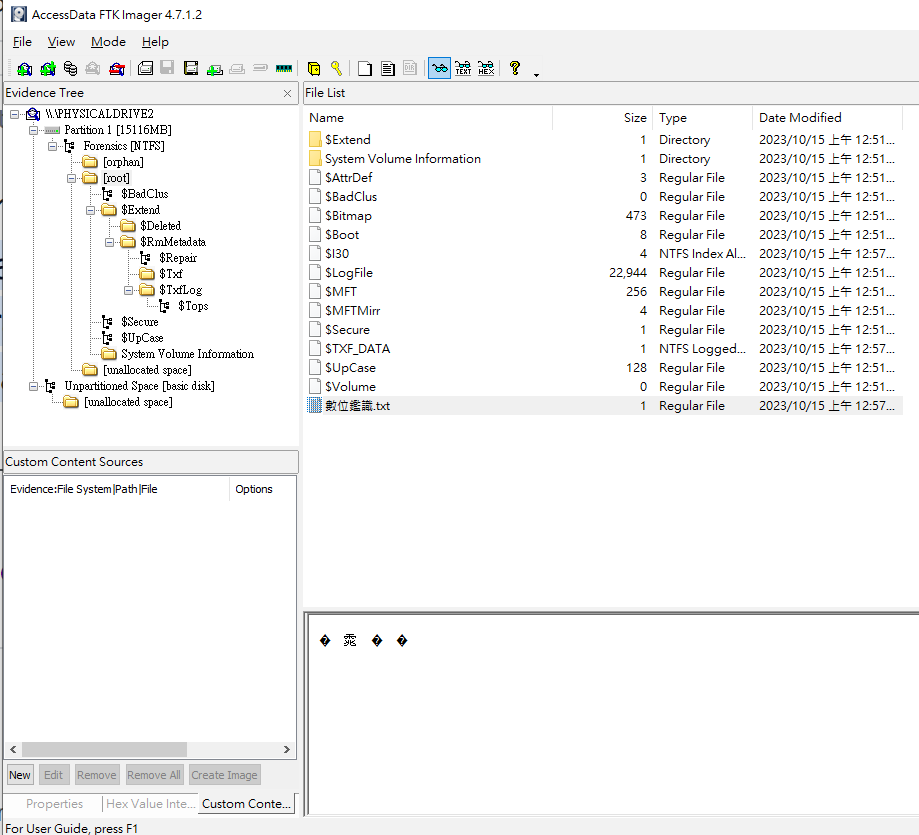 AccessData FTK Imager 4.7.1.2
File View Mode Help
Evidence Tree
\\.\PHYSICALDRIVE2
Partition 1 [15116MB]
Forensics [NTFS]
[orphan]
[root]
$BadClus
$Extend
$Deleted
$RmMetadata
$Repair
$Txf
$TxfLog
$Tops
$Secure
$UpCase
System Volume Information
[unallocated space]
Unpartitioned Space [basic disk]
[unallocated space]
Custom Content Sources
Evidence:File System|Path|File Options
New Edit Remove Remove All Create Image
Properties Hex Value Inte... Custom Conte...
File List
Name Size Type Date Modified
$Extend 1 Directory 2023/10/15 上午 12:51...
System Volume Information 1 Directory 2023/10/15 上午 12:51...
$AttrDef 3 Regular File 2023/10/15 上午 12:51...
$BadClus 0 Regular File 2023/10/15 上午 12:51...
$Bitmap 473 Regular File 2023/10/15 上午 12:51...
$Boot 8 Regular File 2023/10/15 上午 12:51...
$I30 4 NTFS Index Al... 2023/10/15 上午 12:57...
$LogFile 22,944 Regular File 2023/10/15 上午 12:51...
$MFT 256 Regular File 2023/10/15 上午 12:51...
$MFTMirr 4 Regular File 2023/10/15 上午 12:51...
$Secure 1 Regular File 2023/10/15 上午 12:51...
$TXF_DATA 1 NTFS Logged... 2023/10/15 上午 12:57...
$UpCase 128 Regular File 2023/10/15 上午 12:51...
$Volume 0 Regular File 2023/10/15 上午 12:51...
數位鑑識.txt 1 Regular File 2023/10/15 上午 12:57...
For User Guide, press F1